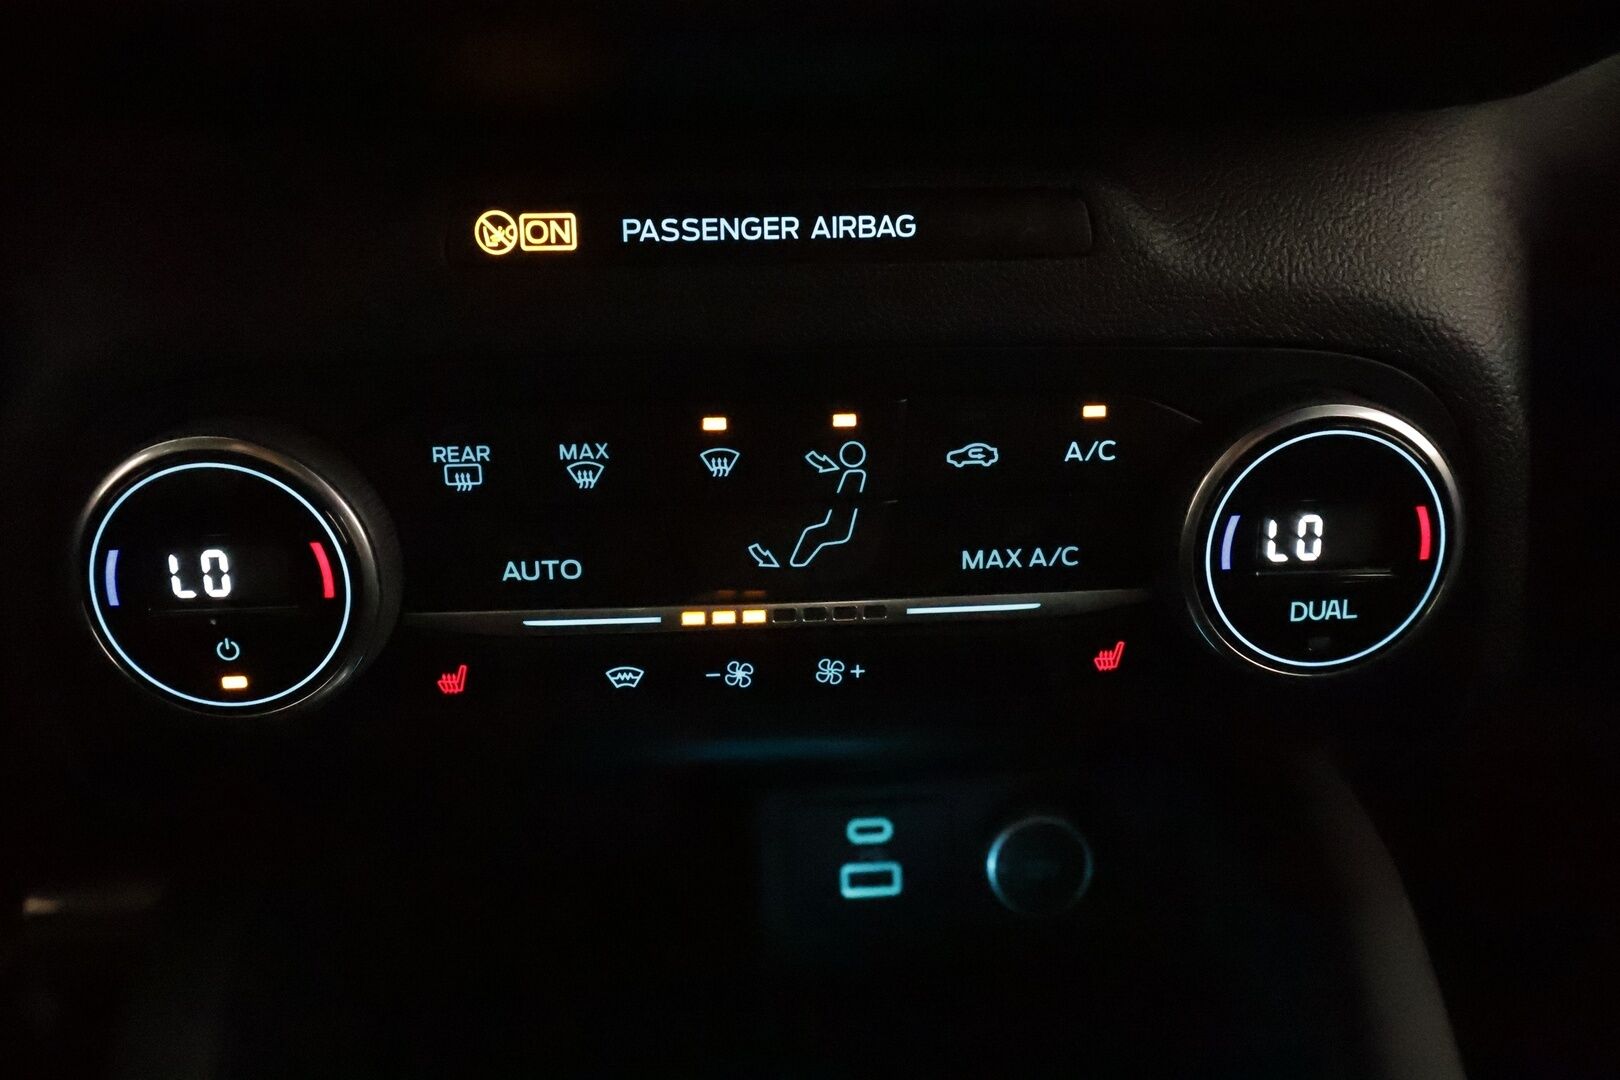 ON PASSENGER AIRBAG
REAR MAX A/C
AUTO MAX A/C
LO LO
DUAL